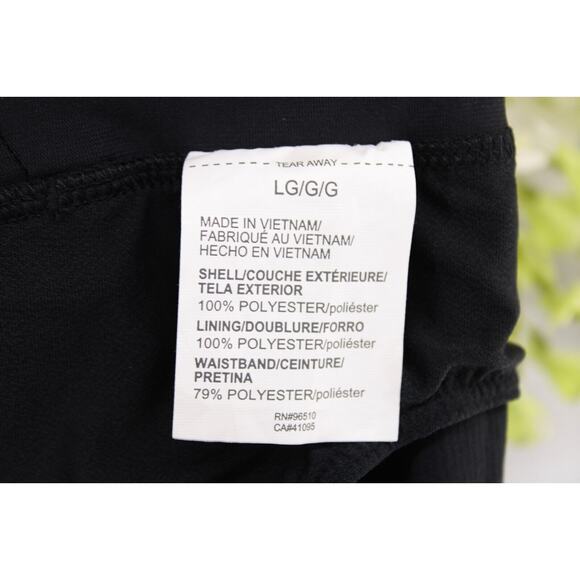 TEAR AWAY
LG/G/G
MADE IN VIETNAM/
FABRIQUÉ AU VIETNAM/
HECHO EN VIETNAM
SHELL/COUCHE EXTÉRIEURE/
TELA EXTERIOR
100% POLYESTER/poliéster
LINING/DOUBLURE/FORRO
100% POLYESTER/poliéster
WAISTBAND/CEINTURE/
PRETINA
79% POLYESTER/poliéster
RN#96510
CA#41095